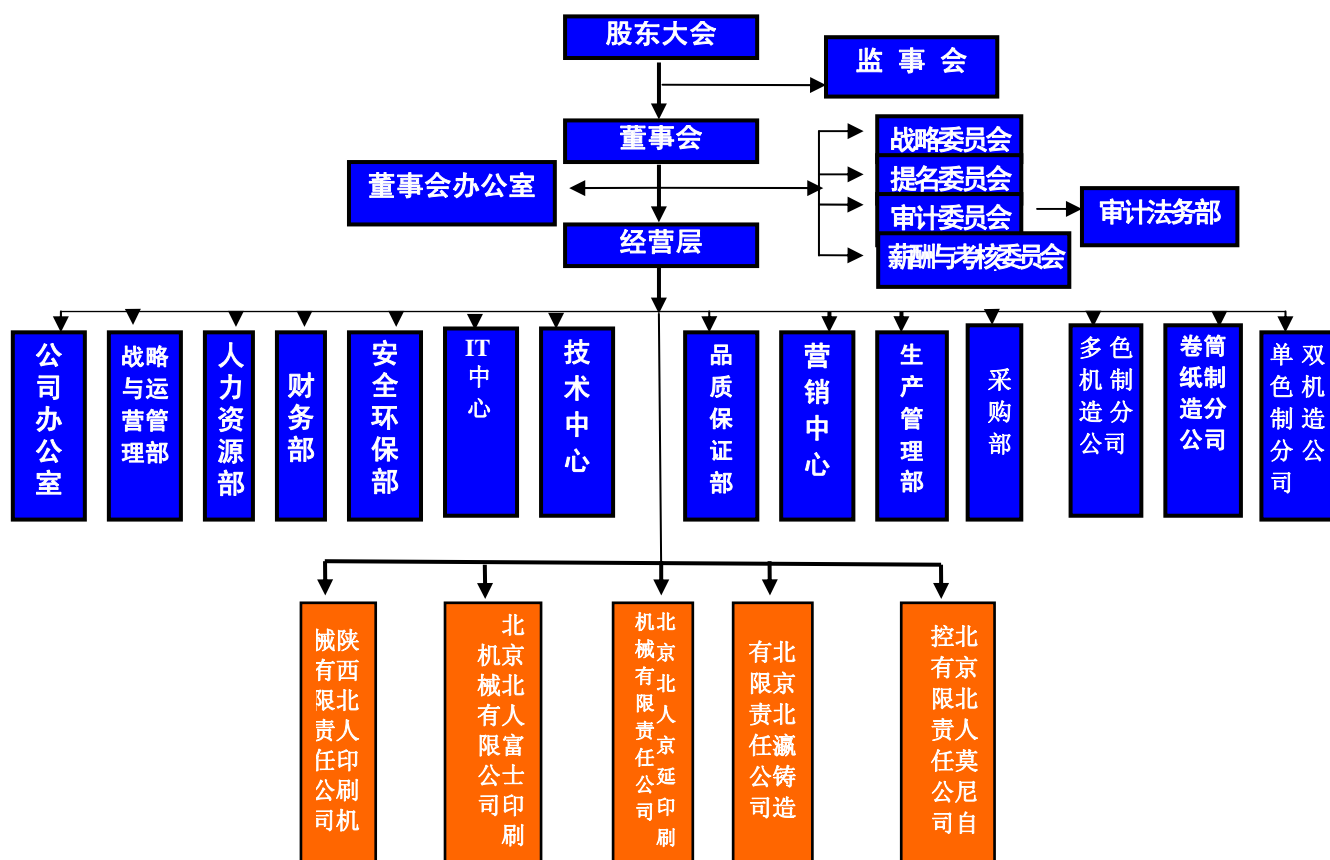 股东大会
监 事 会
董事会
战略委员会
提名委员会
董事会办公室
审计委员会
审计法务部
经营层
薪酬与考核委员会
公司办公室
战略
与运
营管
理部
人力资源部
财务部
安全环保部
IT
中
心
技术中心
品质保证部
营销中心
生产管理部
采购部
多色
机制
造分
公司
卷筒
纸制
造分
公司
单双
色机
制造
分公
司
陕西北人印刷机
械有限责任公司
北京北人富士印刷
机械有限公司
北京北人京延印刷
机械有限责任公司
北京北瀛铸造
有限责任公司
北京北人莫尼自
控有限责任公司